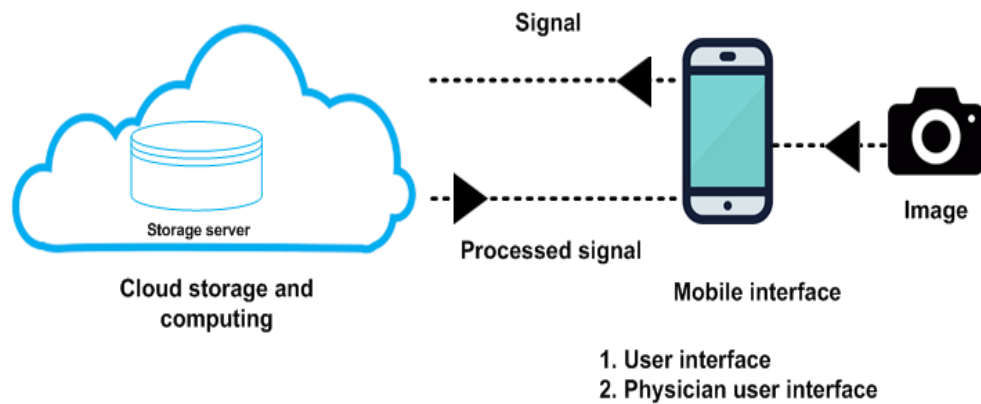 Signal
Storage server
Processed signal
Image
Cloud storage and
computing
Mobile interface
1. User interface
2. Physician user interface